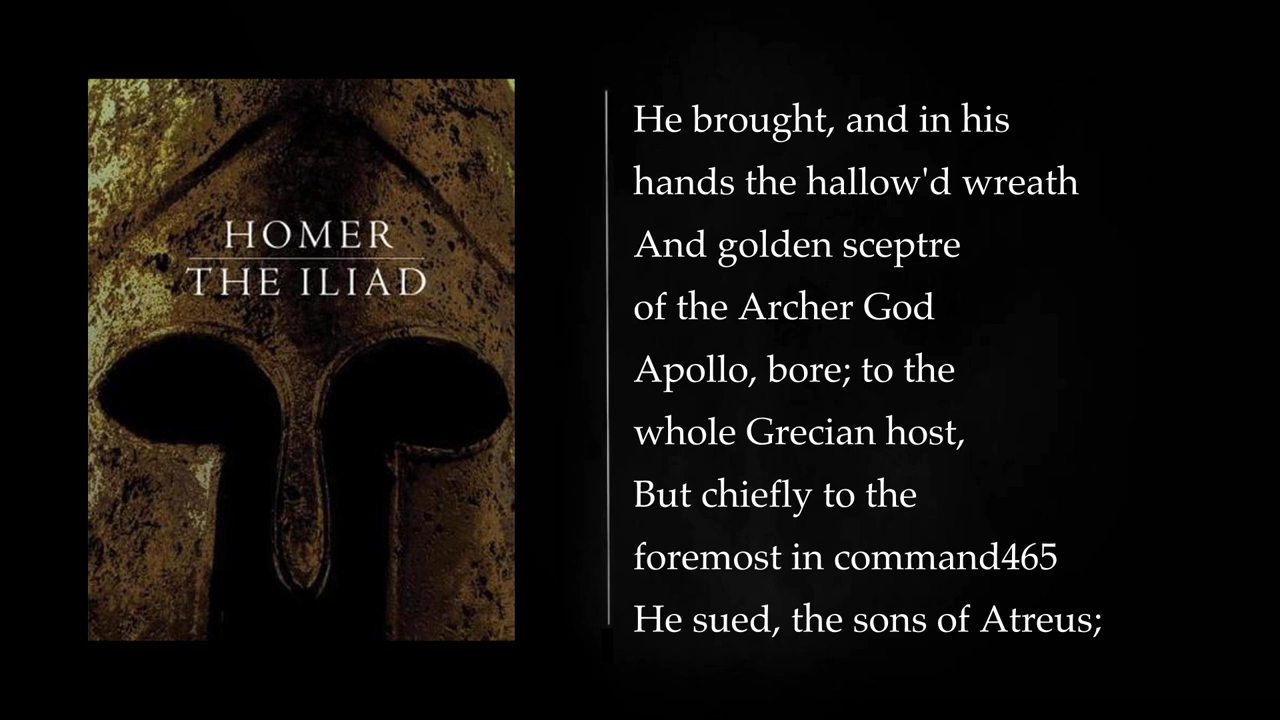 HOMER
THE ILIAD
He brought, and in his
hands the hallow'd wreath
And golden sceptre
of the Archer God
Apollo, bore; to the
whole Grecian host,
But chiefly to the
foremost in command465
He sued, the sons of Atreus;